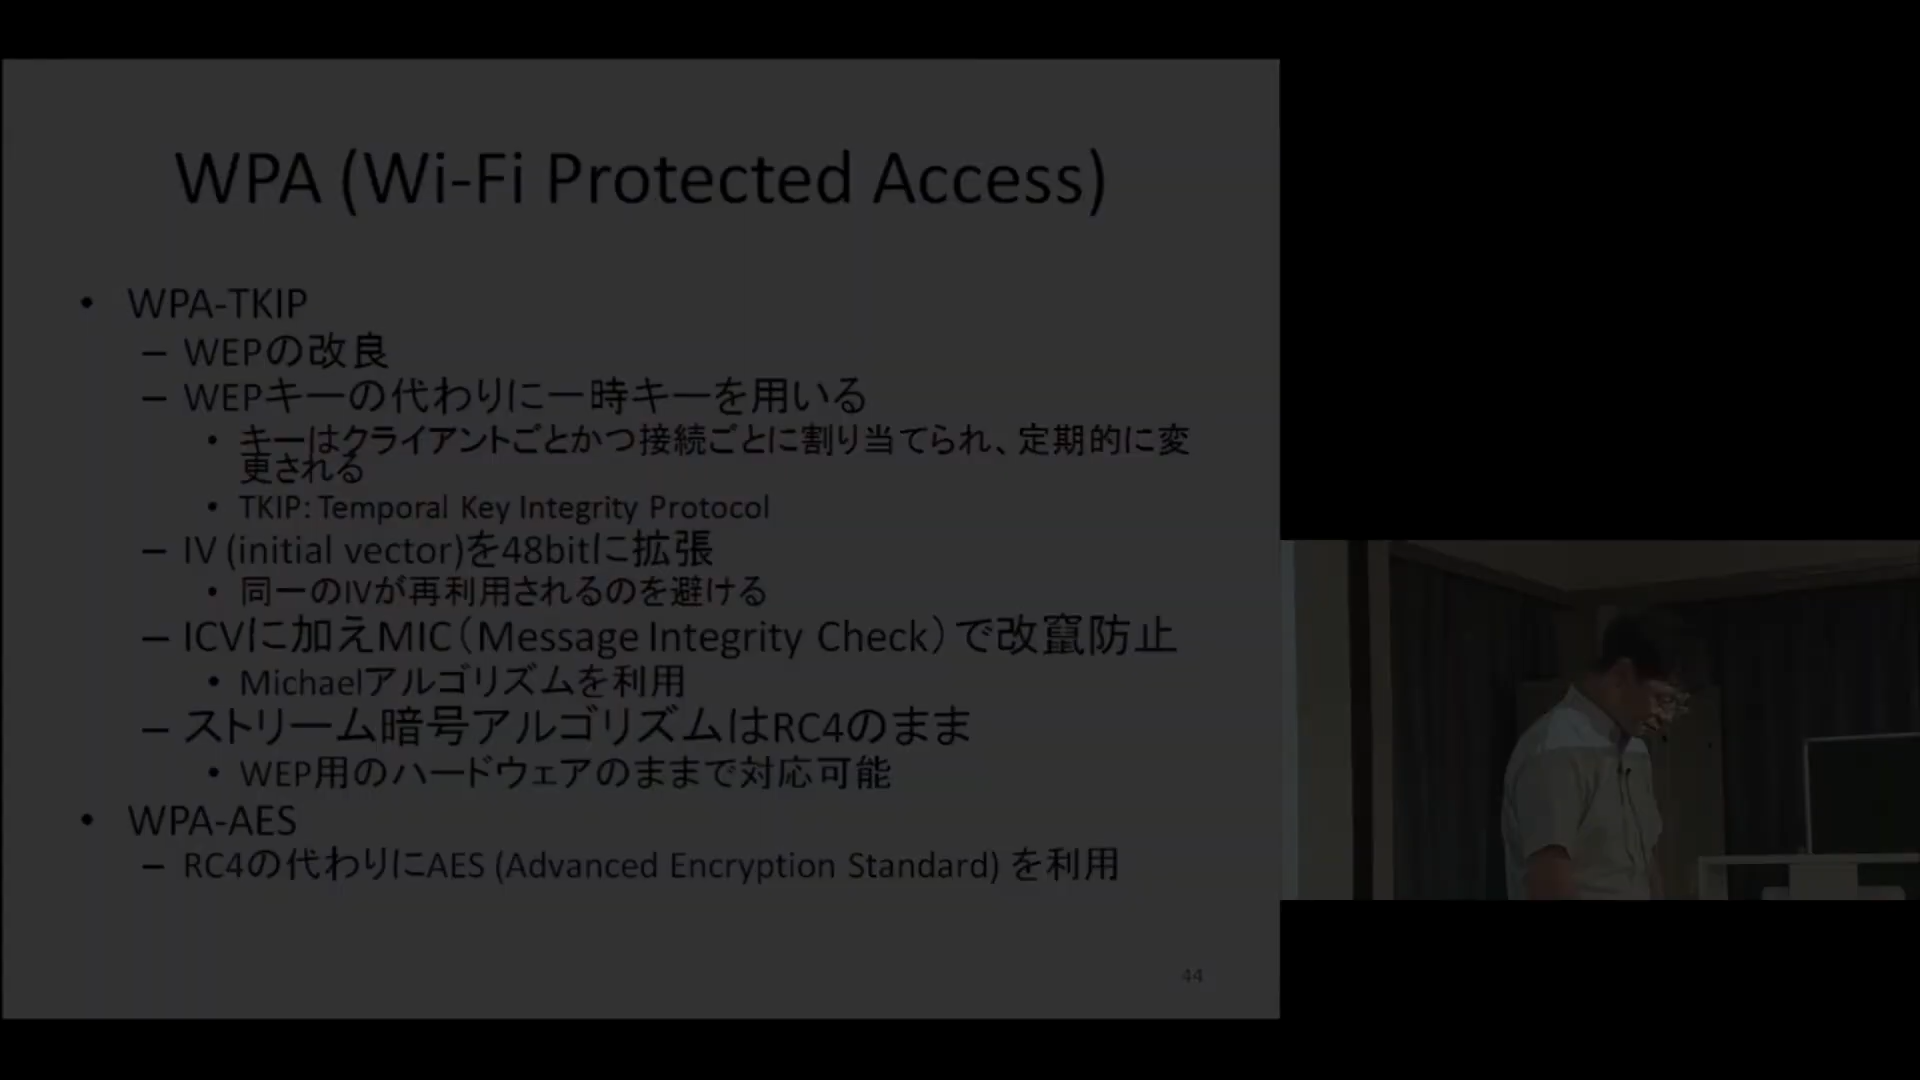 WPA (Wi-Fi Protected Access)
• WPA-TKIP
– WEPの改良
– WEPキーの代わりに一時キーを用いる
• キーはクライアントごとかつ接続ごとに割り当てられ、定期的に変
更される
• TKIP: Temporal Key Integrity Protocol
– IV (initial vector)を48bitに拡張
• 同一のIVが再利用されるのを避ける
– ICVに加えMIC（Message Integrity Check）で改竄防止
• Michaelアルゴリズムを利用
– ストリーム暗号アルゴリズムはRC4のまま
• WEP用のハードウェアのままで対応可能
• WPA-AES
– RC4の代わりにAES (Advanced Encryption Standard) を利用
44